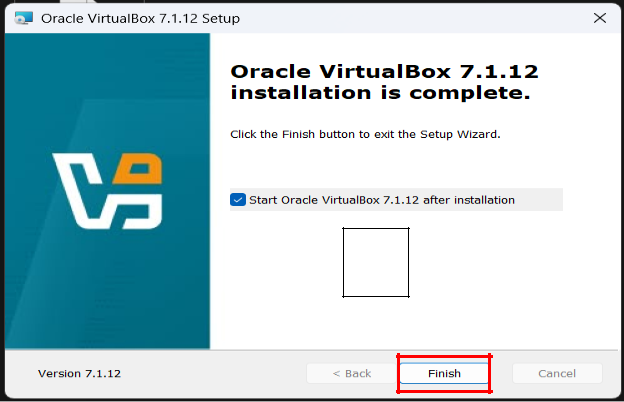 Oracle VirtualBox 7.1.12 Setup
Oracle VirtualBox 7.1.12
installation is complete.
Click the Finish button to exit the Setup Wizard.
Start Oracle VirtualBox 7.1.12 after installation
Version 7.1.12
< Back
Finish
Cancel